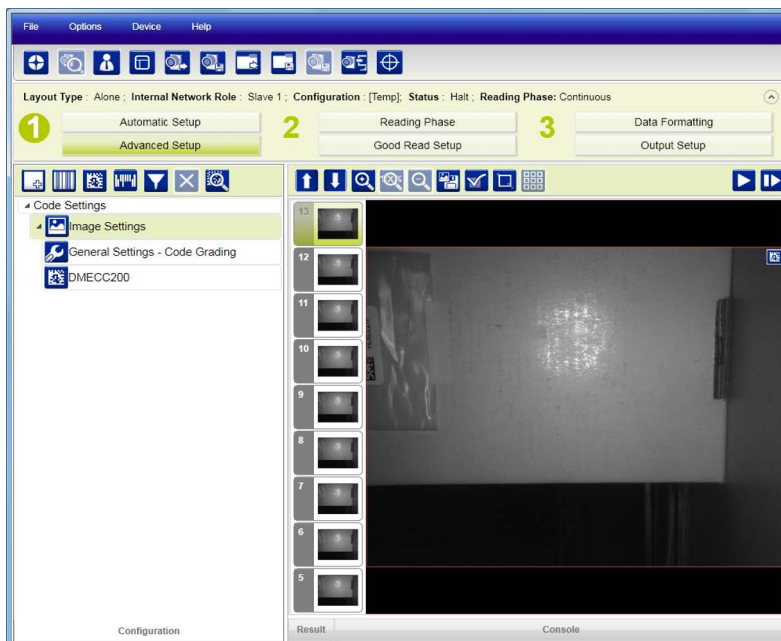 File Options Device Help
Layout Type : Alone ; Internal Network Role : Slave 1 ; Configuration : [Temp]; Status : Halt ; Reading Phase: Continuous
1 Automatic Setup 2 Reading Phase 3 Data Formatting
Advanced Setup Good Read Setup Output Setup
100%
Code Settings
Image Settings
General Settings - Code Grading
DMECC200
13
12
11
10
9
8
7
6
5
Configuration Result Console